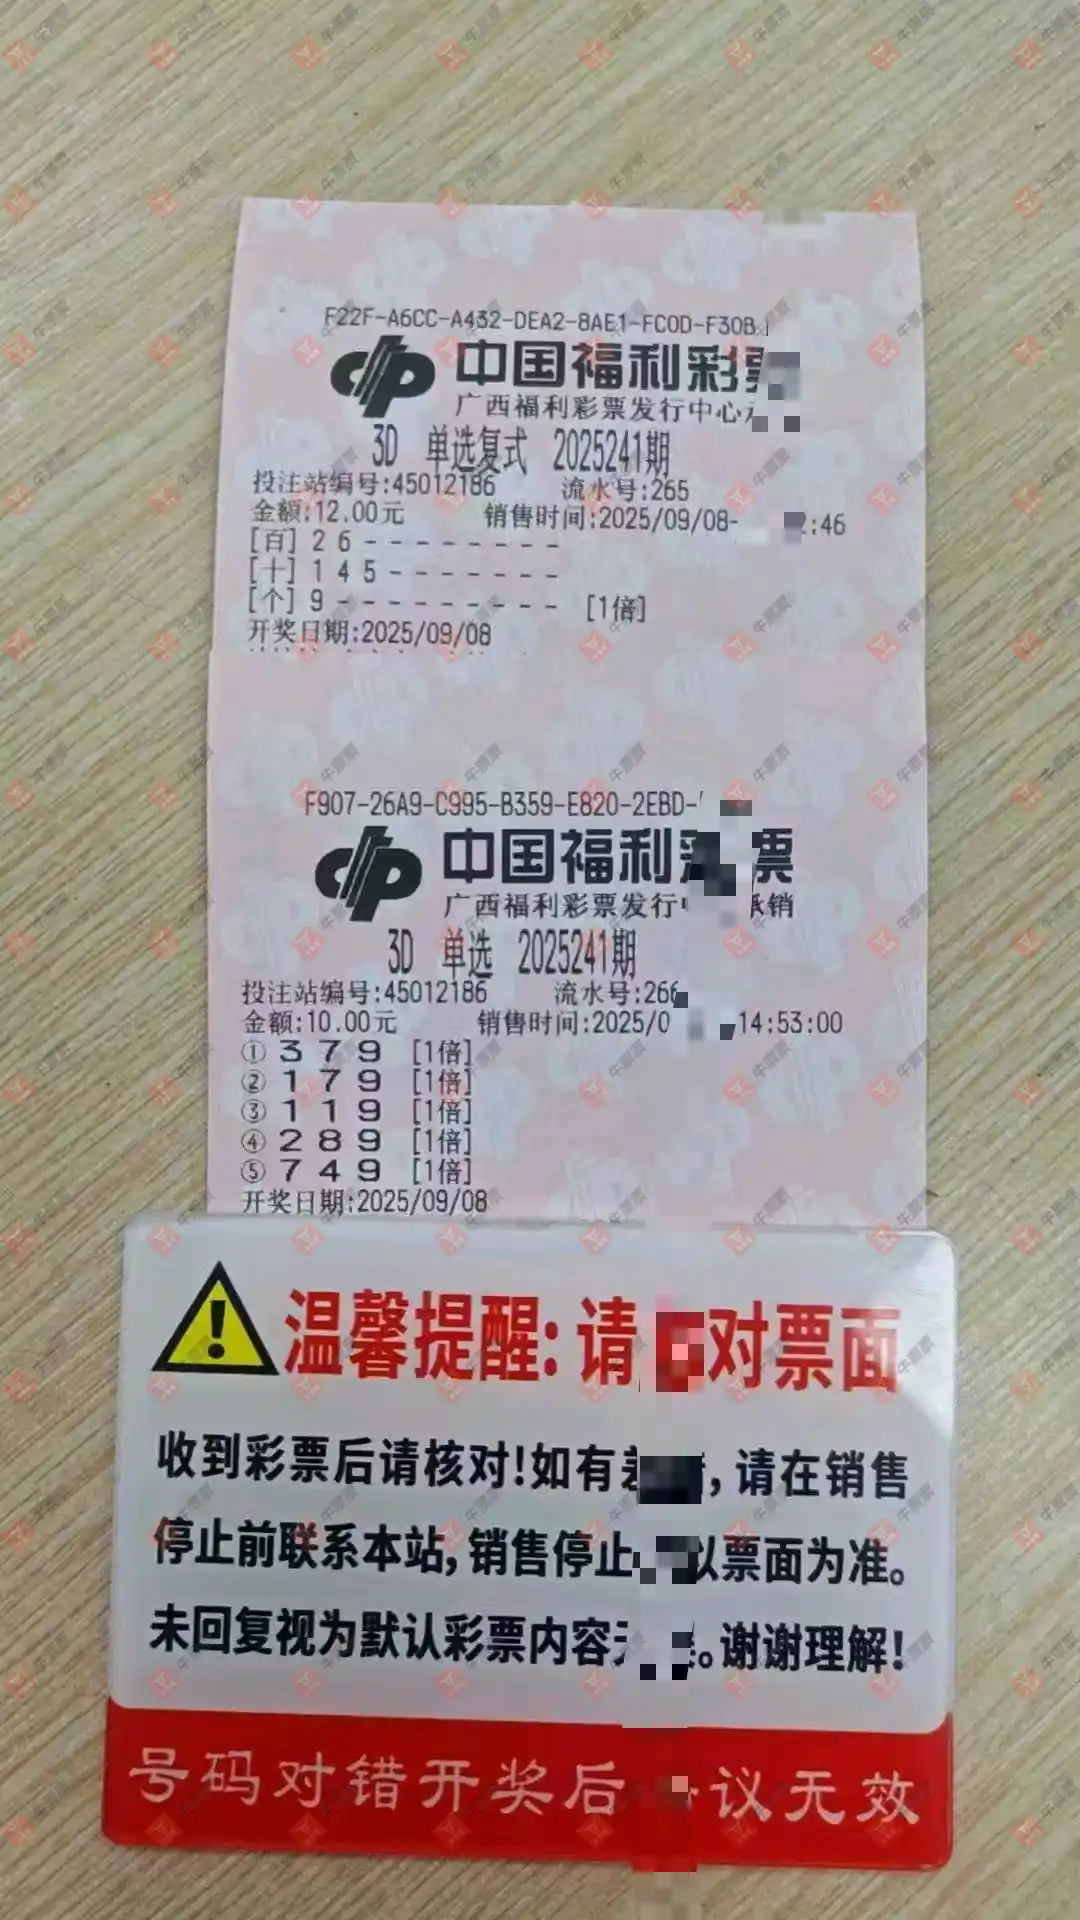 F22F-A6CC-A432-DEA2-8AE1-FC0D-F30B
中国福利彩
广西福利彩票发行中心
3D 单选复式 2025241期
投注站编号:45012186 流水号:265
金额:12.00元 销售时间:2025/09/08- 2:46
[百] 2 6 - - - - - - - -
[十] 1 4 5 - - - - - - -
[个] 9 - - - - - - - - - [1倍]
开奖日期:2025/09/08
F907-26A9-C995-B359-E820-2EBD-
中国福利 票
广西福利彩票发行 承销
3D 单选 2025241期
投注站编号:45012186 流水号:266
金额:10.00元 销售时间:2025/0 14:53:00
① 3 7 9 [1倍]
② 1 7 9 [1倍]
③ 1 1 9 [1倍]
④ 2 8 9 [1倍]
⑤ 7 4 9 [1倍]
开奖日期:2025/09/08
温馨提醒:请 对票面
收到彩票后请核对!如有差 ,请在销售
停止前联系本站,销售停止 以票面为准。
未回复视为默认彩票内容 。谢谢理解!
号码对错开奖后 议无效
牛票票